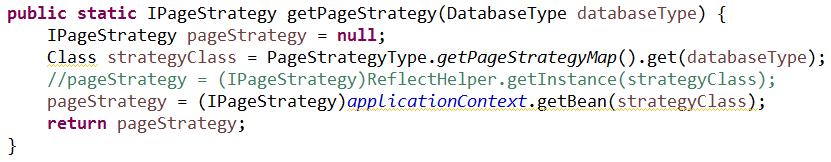 public static IPageStrategy getPageStrategy(DatabaseType databaseType) {
    IPageStrategy pageStrategy = null;
    Class strategyClass = PageStrategyType.getPageStrategyMap().get(databaseType);
    //pageStrategy = (IPageStrategy)ReflectHelper.getInstance(strategyClass);
    pageStrategy = (IPageStrategy)applicationContext.getBean(strategyClass);
    return pageStrategy;
}